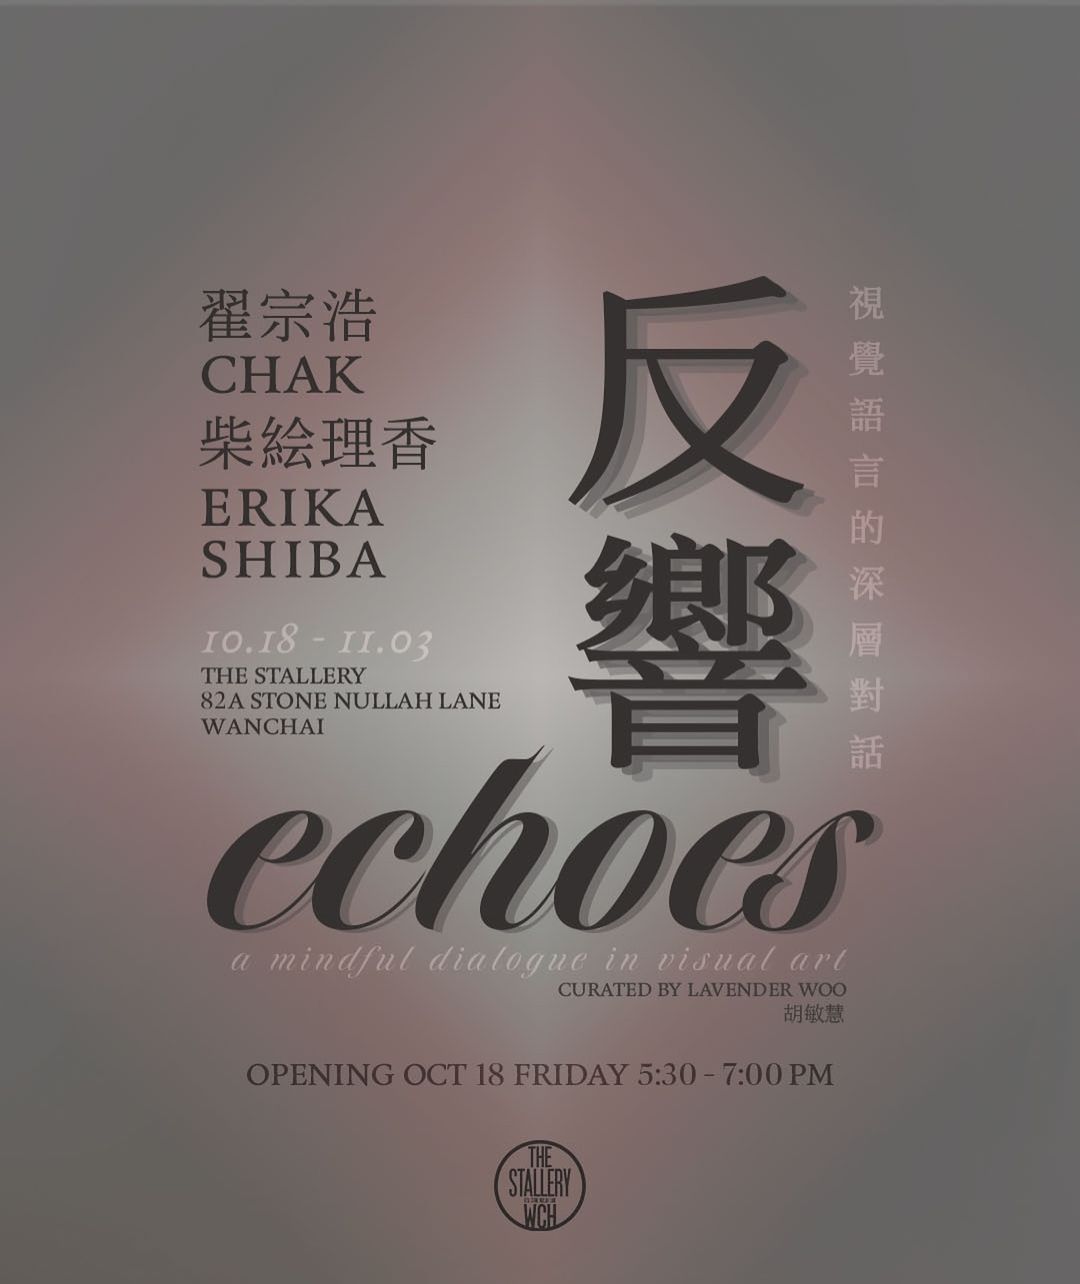 翟宗浩
CHAK
柴絵理香
ERIKA
SHIBA
10.18 - 11.03
THE STALLERY
82A STONE NULLAH LANE
WANCHAI
反響
視覺語言的深層對話
echoes
a mindful dialogue in visual art
CURATED BY LAVENDER WOO
胡敏慧
OPENING OCT 18 FRIDAY 5:30 - 7:00 PM
THE
STALLERY
WCH